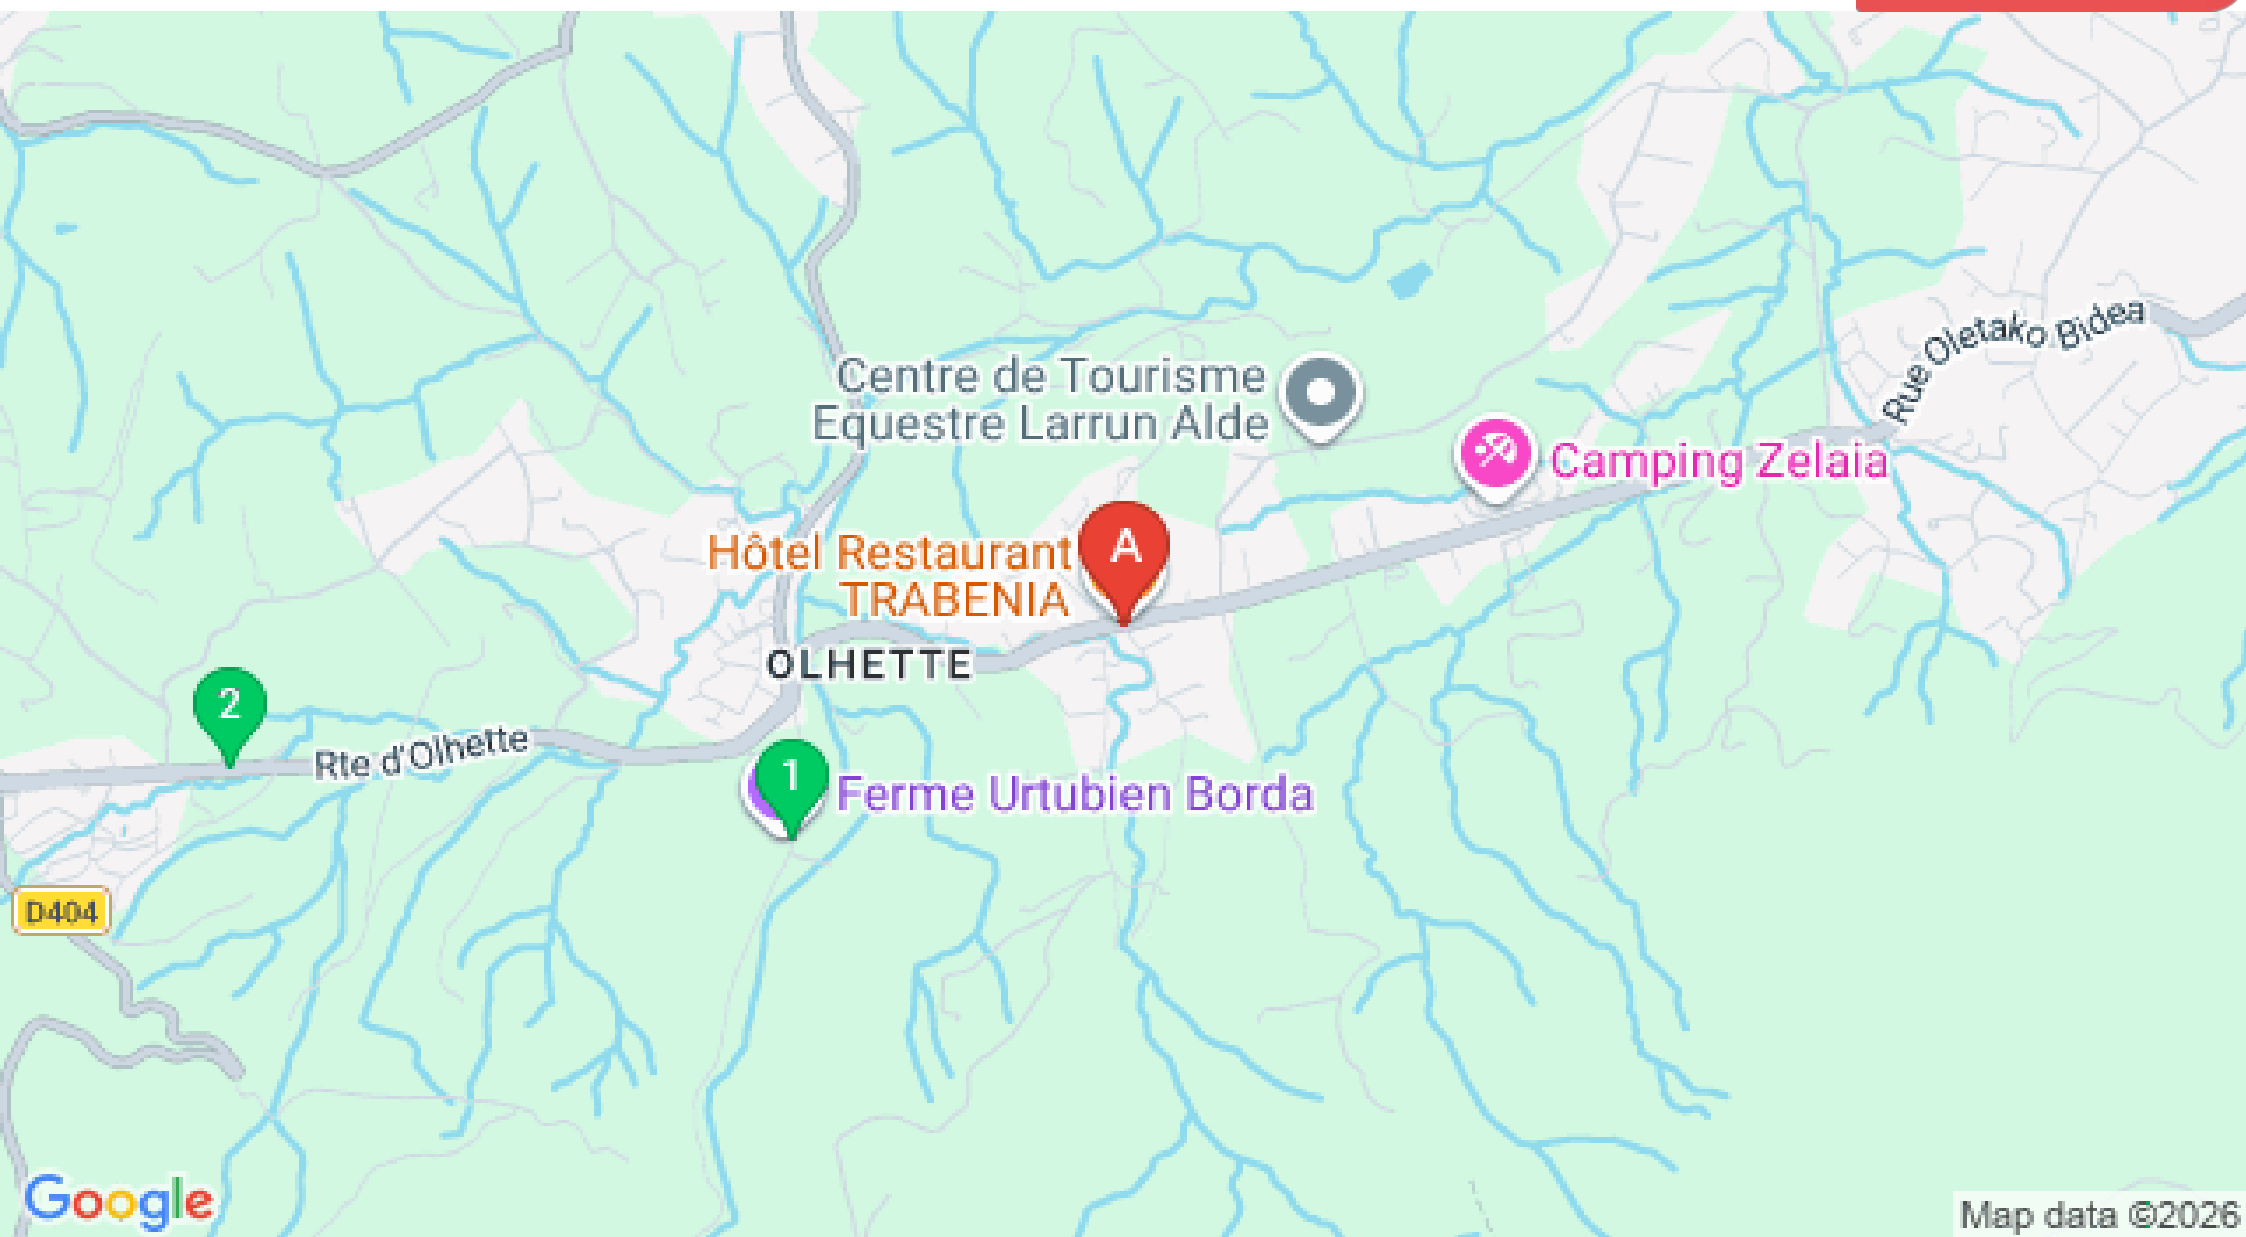 Rue Oletako Bidea
Centre de Tourisme
Equestre Larrun Alde
Camping Zelaia
A
Hôtel Restaurant
TRABENIA
OLHETTE
2
Rte d'Olhette
1
Ferme Urtubien Borda
D404
Google
Map data ©2026